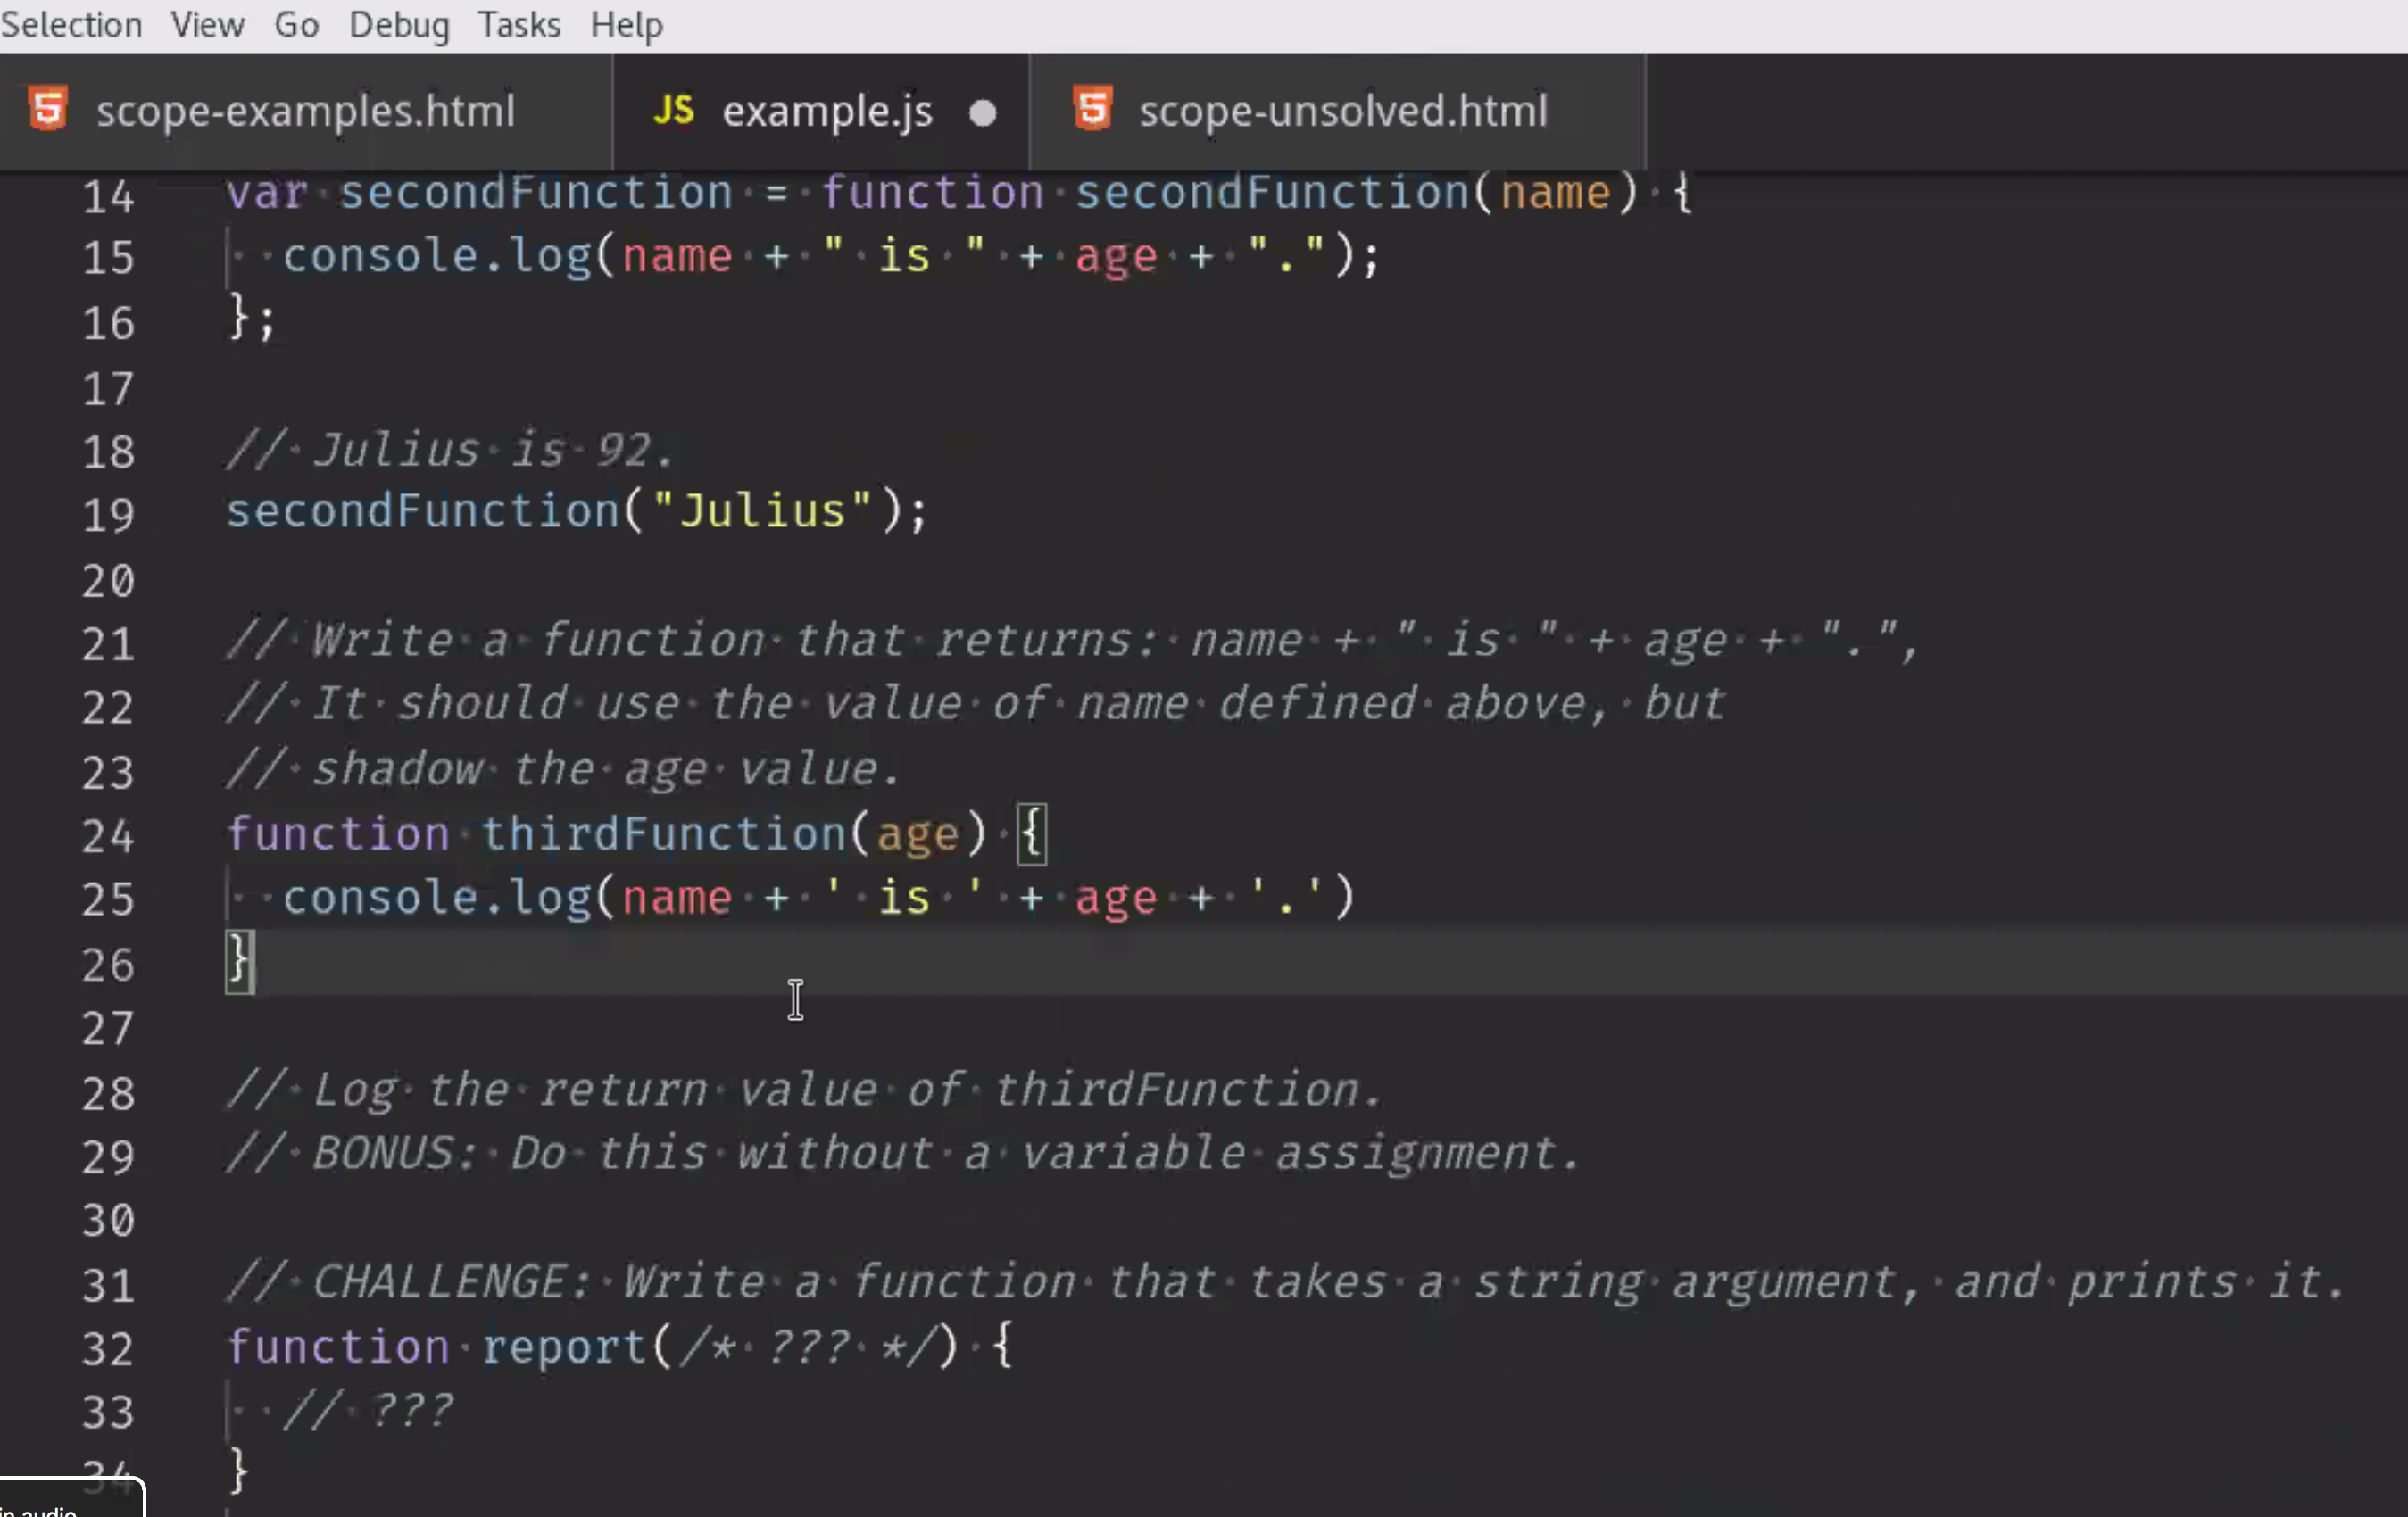 Selection View Go Debug Tasks Help
scope-examples.html JS example.js scope-unsolved.html
14 var secondFunction = function secondFunction(name) {
15 console.log(name + " is " + age + ".");
16 };
17
18 // Julius is 92.
19 secondFunction("Julius");
20
21 // Write a function that returns: name + " is " + age + ".",
22 // It should use the value of name defined above, but
23 // shadow the age value.
24 function thirdFunction(age) {
25 console.log(name + ' is ' + age + '.')
26 }
27
28 // Log the return value of thirdFunction.
29 // BONUS: Do this without a variable assignment.
30
31 // CHALLENGE: Write a function that takes a string argument, and prints it.
32 function report(/* ??? */) {
33 // ???
34 }
in audio